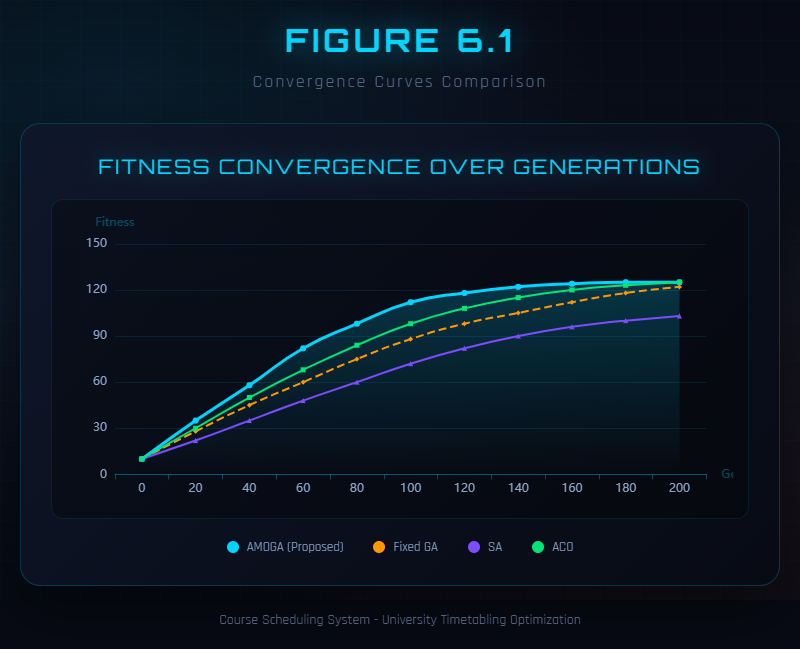 FIGURE 6.1
Convergence Curves Comparison
FITNESS CONVERGENCE OVER GENERATIONS
Fitness
150
120
90
60
30
0
0 20 40 60 80 100 120 140 160 180 200
AMOGA (Proposed) Fixed GA SA ACO
Course Scheduling System - University Timetabling Optimization